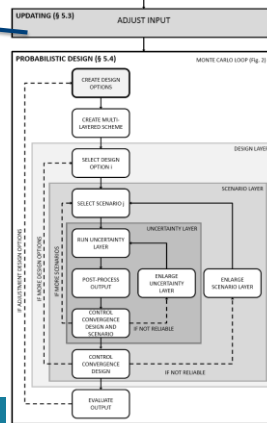 UPDATING (§ 5.3)
ADJUST INPUT
PROBABILISTIC DESIGN (§ 5.4)
MONTE CARLO LOOP (Fig. 2)
CREATE DESIGN
OPTIONS
CREATE MULTI-
LAYERED SCHEME
DESIGN LAYER
SELECT DESIGN
OPTION i
SCENARIO LAYER
SELECT SCENARIO j
UNCERTAINTY LAYER
RUN UNCERTAINTY
LAYER
POST-PROCESS
OUTPUT
ENLARGE
UNCERTAINTY
LAYER
ENLARGE
SCENARIO LAYER
CONTROL
CONVERGENCE
DESIGN AND
SCENARIO
IF NOT RELIABLE
CONTROL
CONVERGENCE
DESIGN
IF NOT RELIABLE
EVALUATE
OUTPUT
IF ADJUSTMENT DESIGN OPTIONS
IF MORE DESIGN OPTIONS
IF MORE SCENARIOS